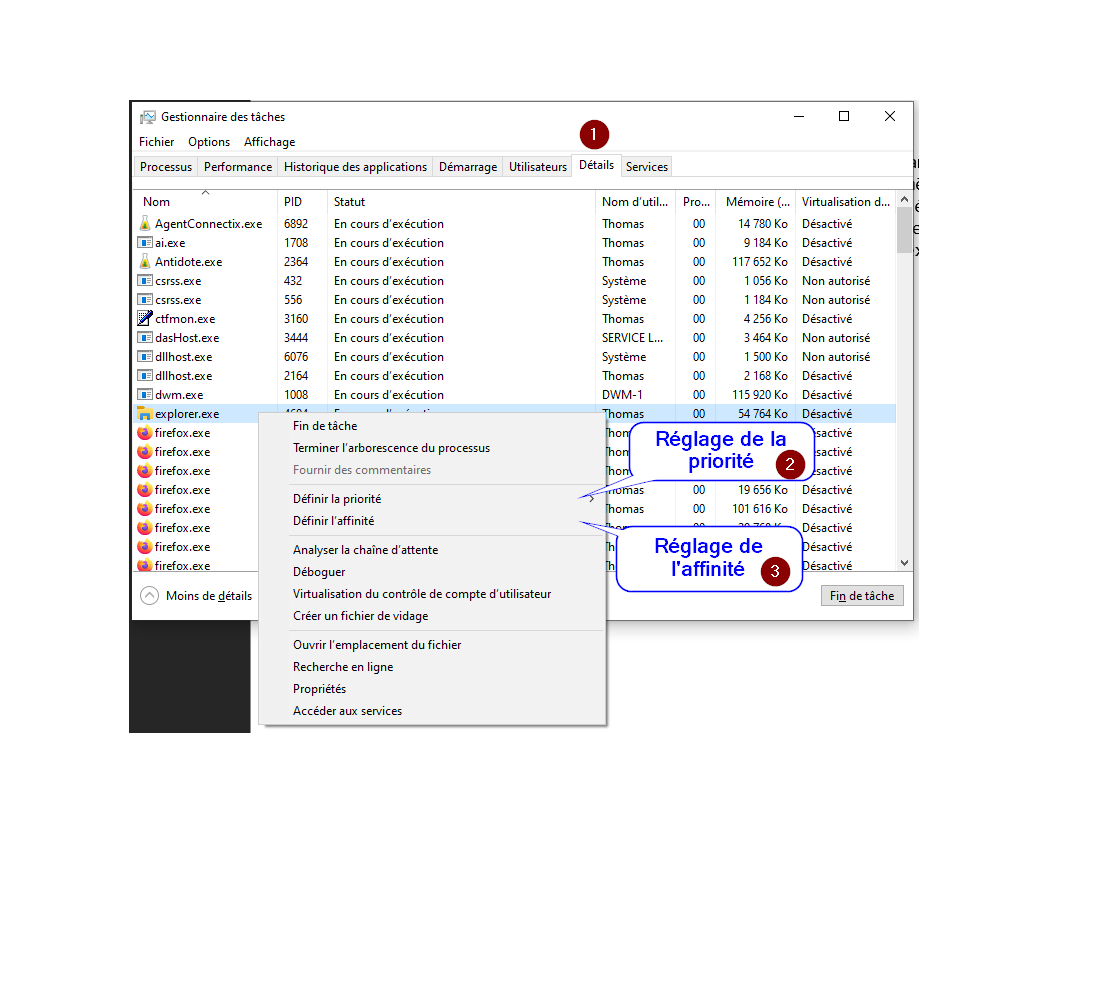 Gestionnaire des tâches
Fichier Options Affichage
1
Processus Performance Historique des applications Démarrage Utilisateurs Détails Services
Nom PID Statut Nom d'util... Pro... Mémoire (... Virtualisation d...
AgentConnectix.exe 6892 En cours d'exécution Thomas 00 14 780 Ko Désactivé
ai.exe 1708 En cours d'exécution Thomas 00 9 184 Ko Désactivé
Antidote.exe 2364 En cours d'exécution Thomas 00 117 652 Ko Désactivé
csrss.exe 432 En cours d'exécution Système 00 1 056 Ko Non autorisé
csrss.exe 556 En cours d'exécution Système 00 1 184 Ko Non autorisé
ctfmon.exe 3160 En cours d'exécution Thomas 00 4 256 Ko Désactivé
dasHost.exe 3444 En cours d'exécution SERVICE L... 00 3 464 Ko Non autorisé
dllhost.exe 6076 En cours d'exécution Système 00 1 500 Ko Non autorisé
dllhost.exe 2164 En cours d'exécution Thomas 00 2 168 Ko Désactivé
dwm.exe 1008 En cours d'exécution DWM-1 00 115 920 Ko Désactivé
explorer.exe Thomas 00 54 764 Ko Désactivé
firefox.exe
firefox.exe
firefox.exe
firefox.exe 00 19 656 Ko Désactivé
firefox.exe Thomas 00 101 616 Ko Désactivé
firefox.exe
firefox.exe
firefox.exe
Fin de tâche
Terminer l'arborescence du processus
Fournir des commentaires
Définir la priorité
Définir l'affinité
Analyser la chaîne d'attente
Déboguer
Virtualisation du contrôle de compte d'utilisateur
Créer un fichier de vidage
Ouvrir l'emplacement du fichier
Recherche en ligne
Propriétés
Accéder aux services
Réglage de la
priorité 2
Réglage de
l'affinité 3
Moins de détails Fin de tâche